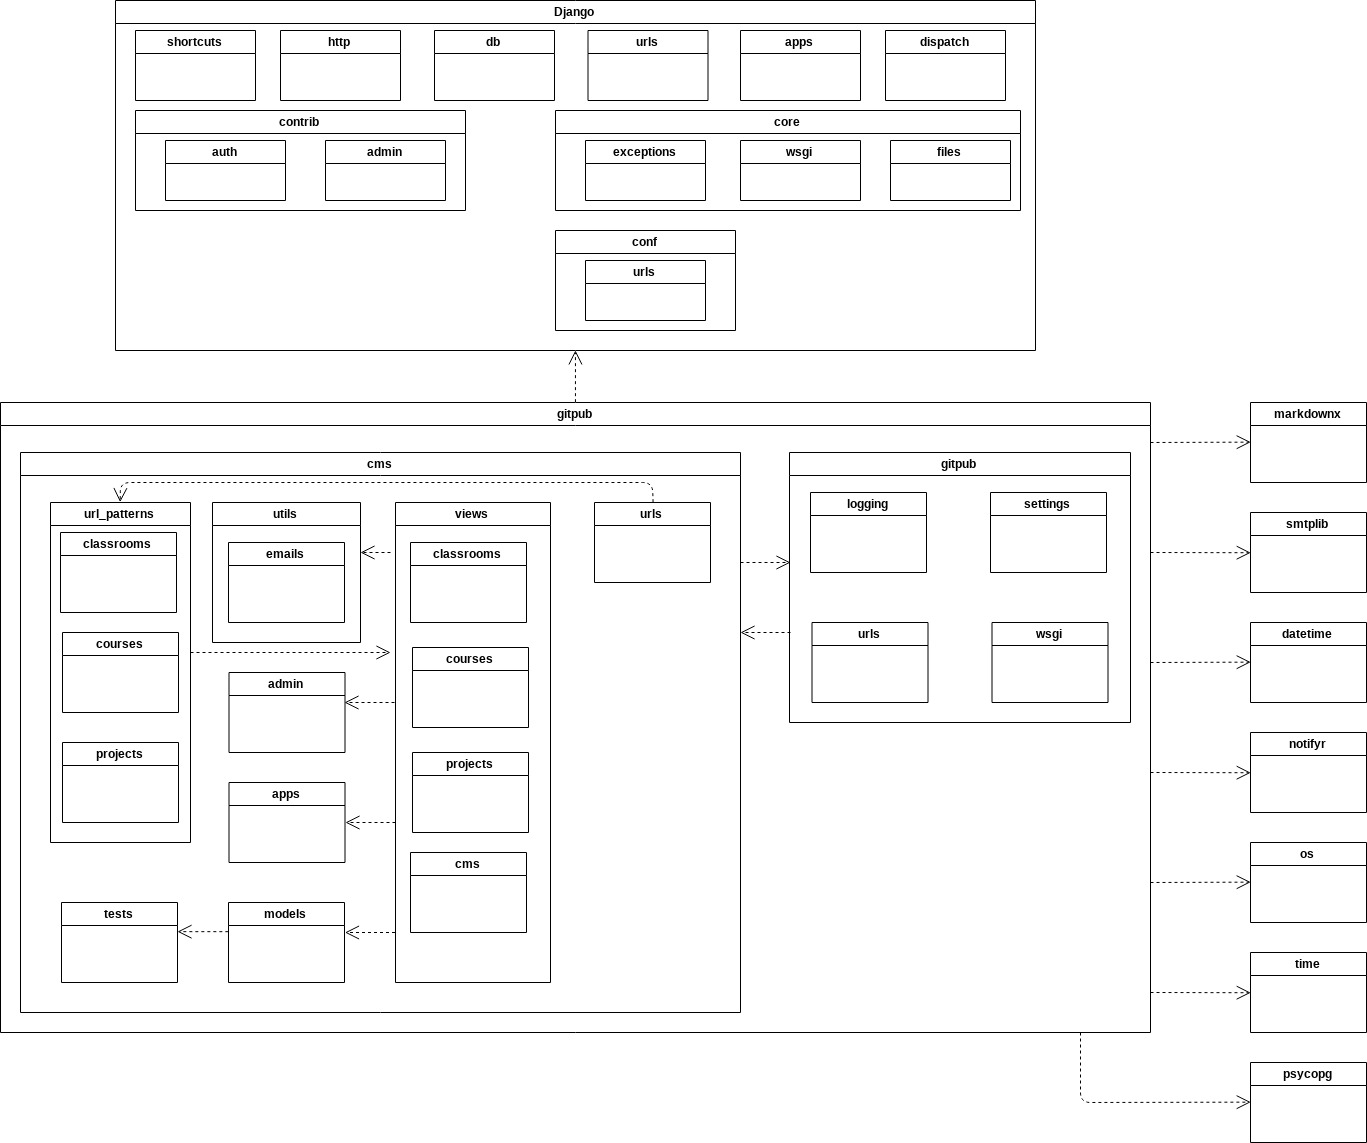 Django
shortcuts
http
db
urls
apps
dispatch
contrib
auth
admin
core
exceptions
wsgi
files
conf
urls
gitpub
cms
url_patterns
classrooms
courses
projects
utils
emails
admin
apps
tests
models
views
classrooms
courses
projects
cms
urls
gitpub
logging
settings
urls
wsgi
markdownx
smtplib
datetime
notifyr
os
time
psycopg